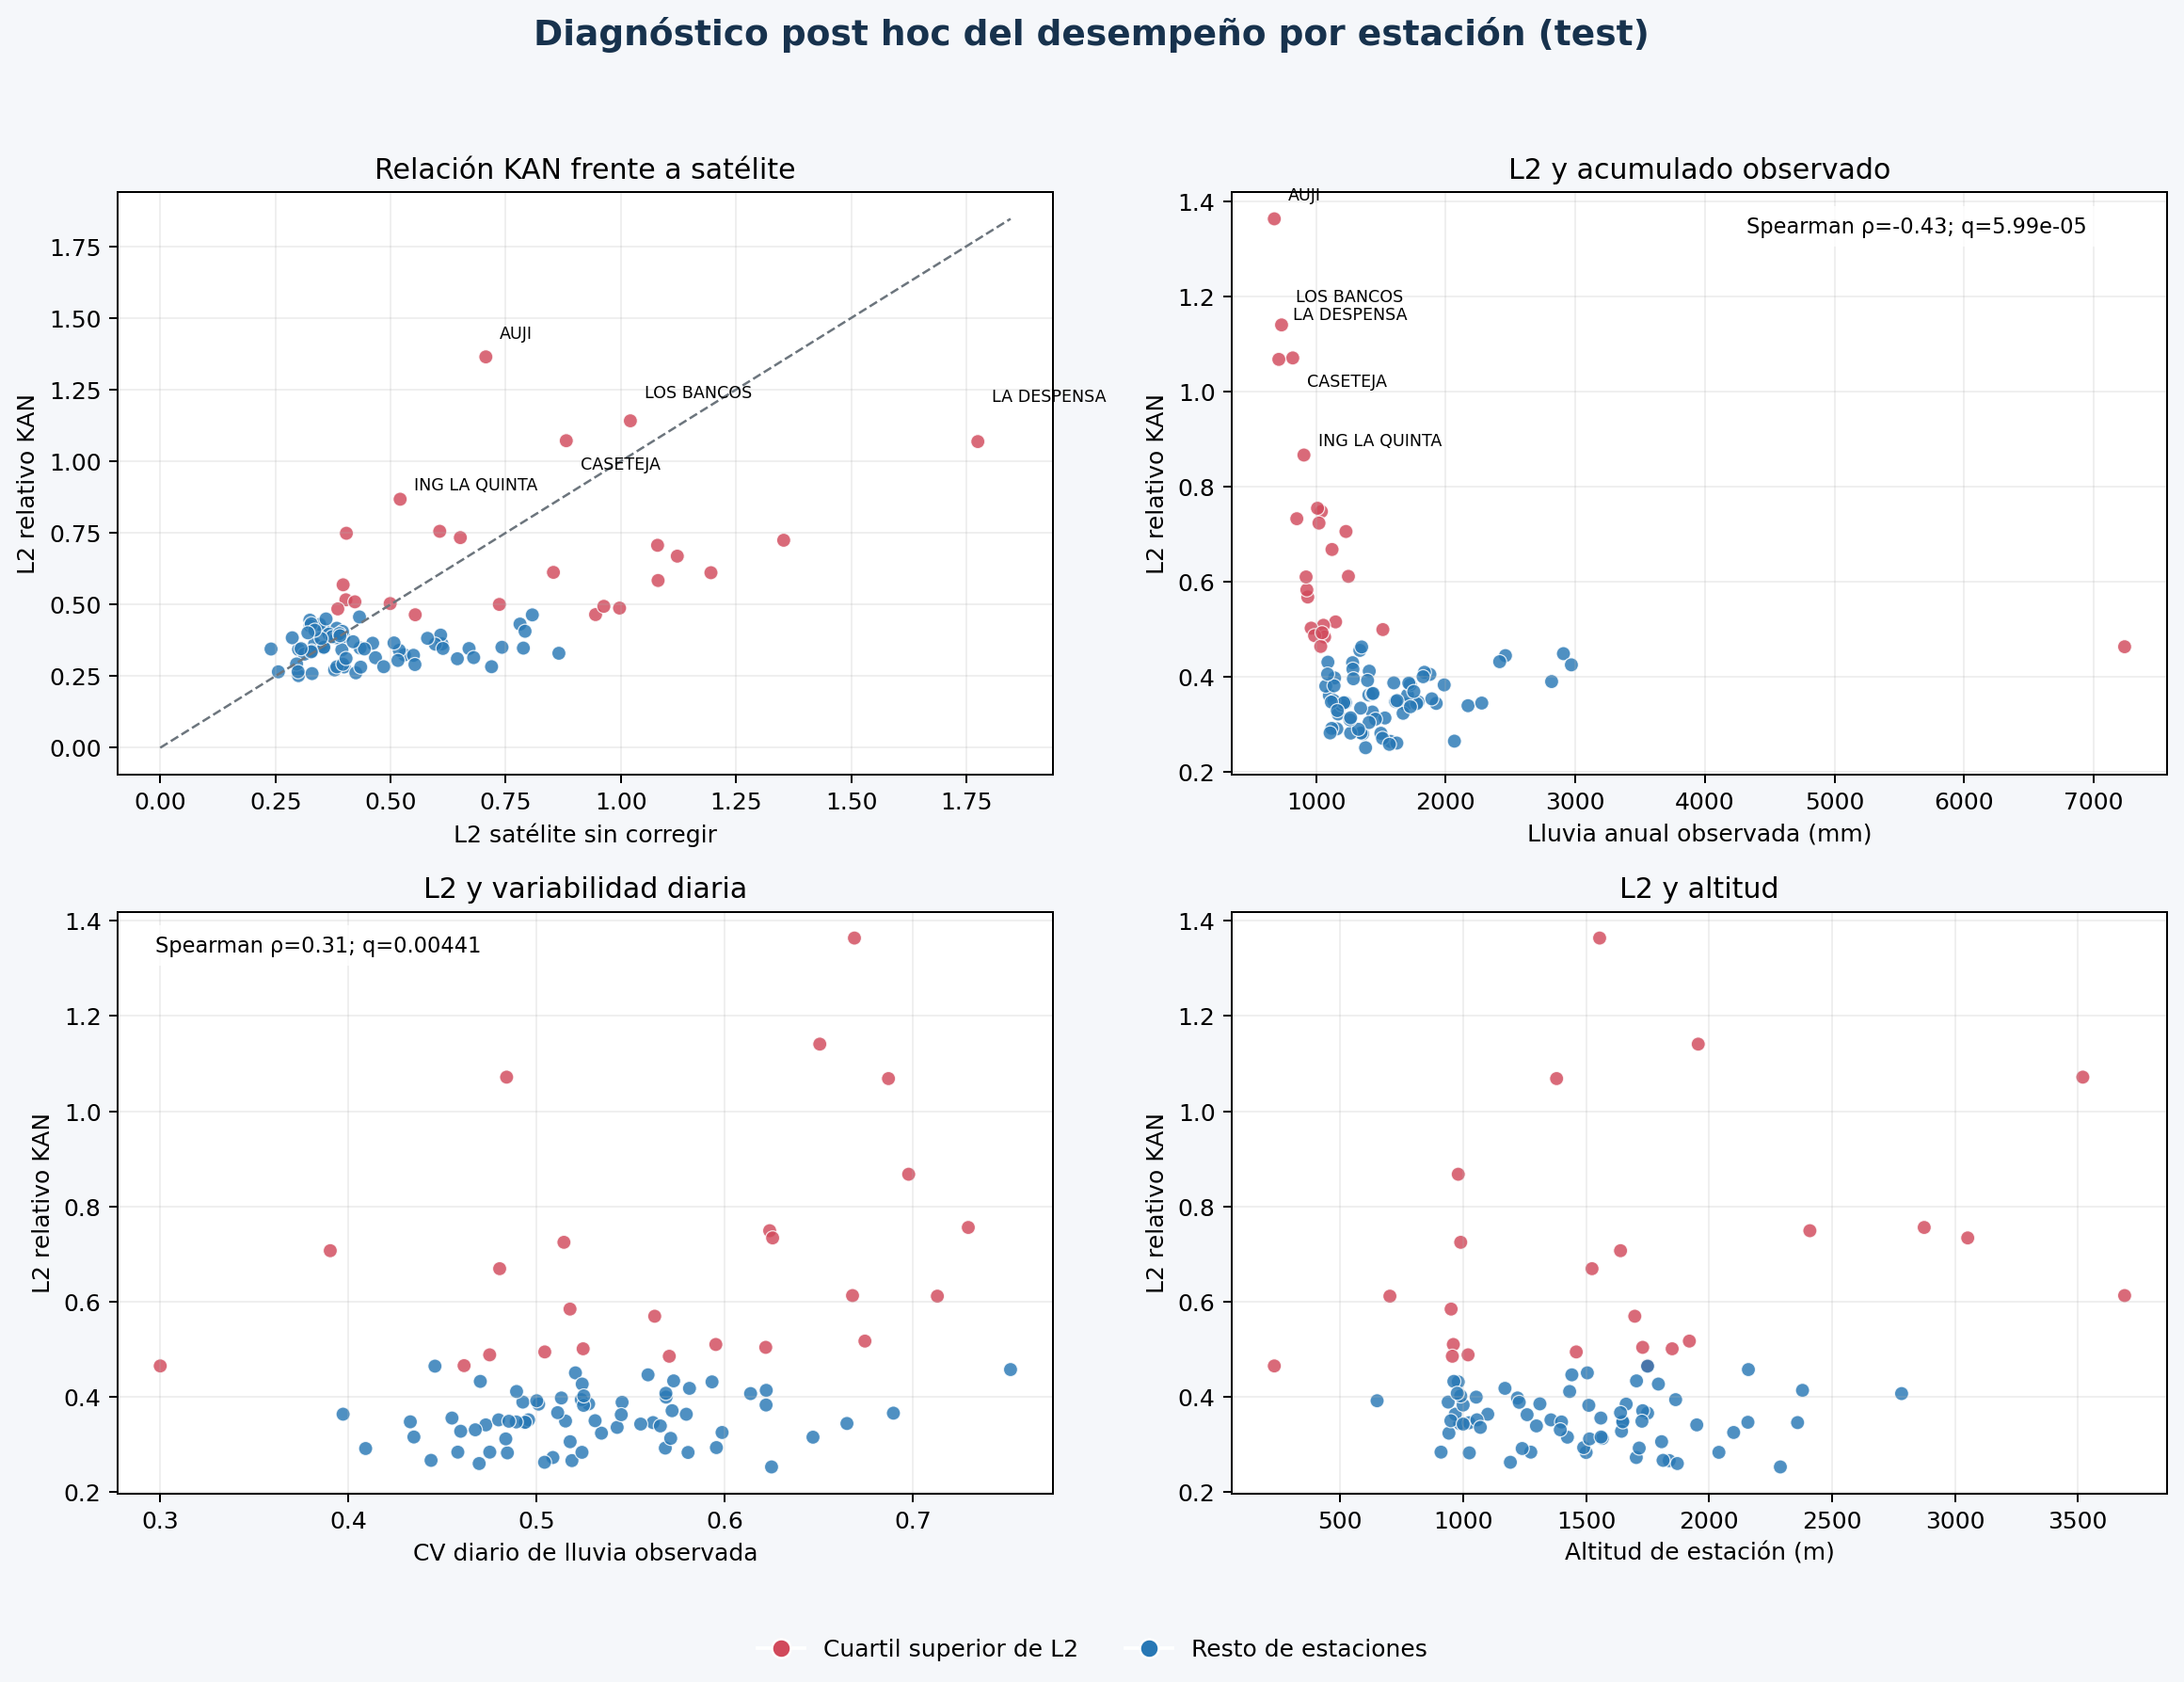 Diagnóstico post hoc del desempeño por estación (test)
Relación KAN frente a satélite
L2 relativo KAN
1.75
1.50
1.25
1.00
0.75
0.50
0.25
0.00
AUJI
LOS BANCOS
LA DESPENSA
CASETEJA
ING LA QUINTA
0.00 0.25 0.50 0.75 1.00 1.25 1.50 1.75
L2 satélite sin corregir
L2 y acumulado observado
L2 relativo KAN
1.4
1.2
1.0
0.8
0.6
0.4
0.2
AUJI
Spearman ρ=-0.43; q=5.99e-05
LOS BANCOS
LA DESPENSA
CASETEJA
ING LA QUINTA
1000 2000 3000 4000 5000 6000 7000
Lluvia anual observada (mm)
L2 y variabilidad diaria
L2 relativo KAN
1.4
1.2
1.0
0.8
0.6
0.4
0.2
Spearman ρ=0.31; q=0.00441
0.3 0.4 0.5 0.6 0.7
CV diario de lluvia observada
L2 y altitud
L2 relativo KAN
1.4
1.2
1.0
0.8
0.6
0.4
0.2
500 1000 1500 2000 2500 3000 3500
Altitud de estación (m)
Cuartil superior de L2
Resto de estaciones